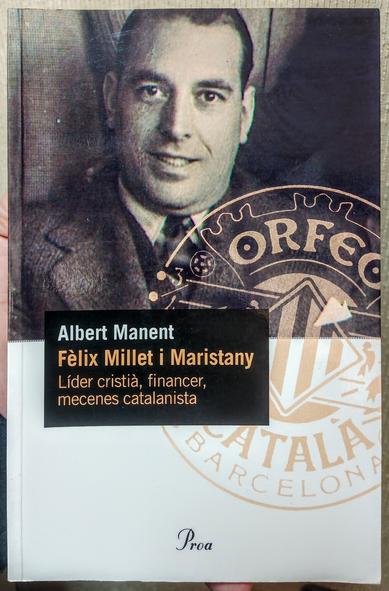 ORFEÓ
CATALÀ
BARCELONA
Albert Manent
Fèlix Millet i Maristany
Líder cristià, financer,
mecenes catalanista
Proa